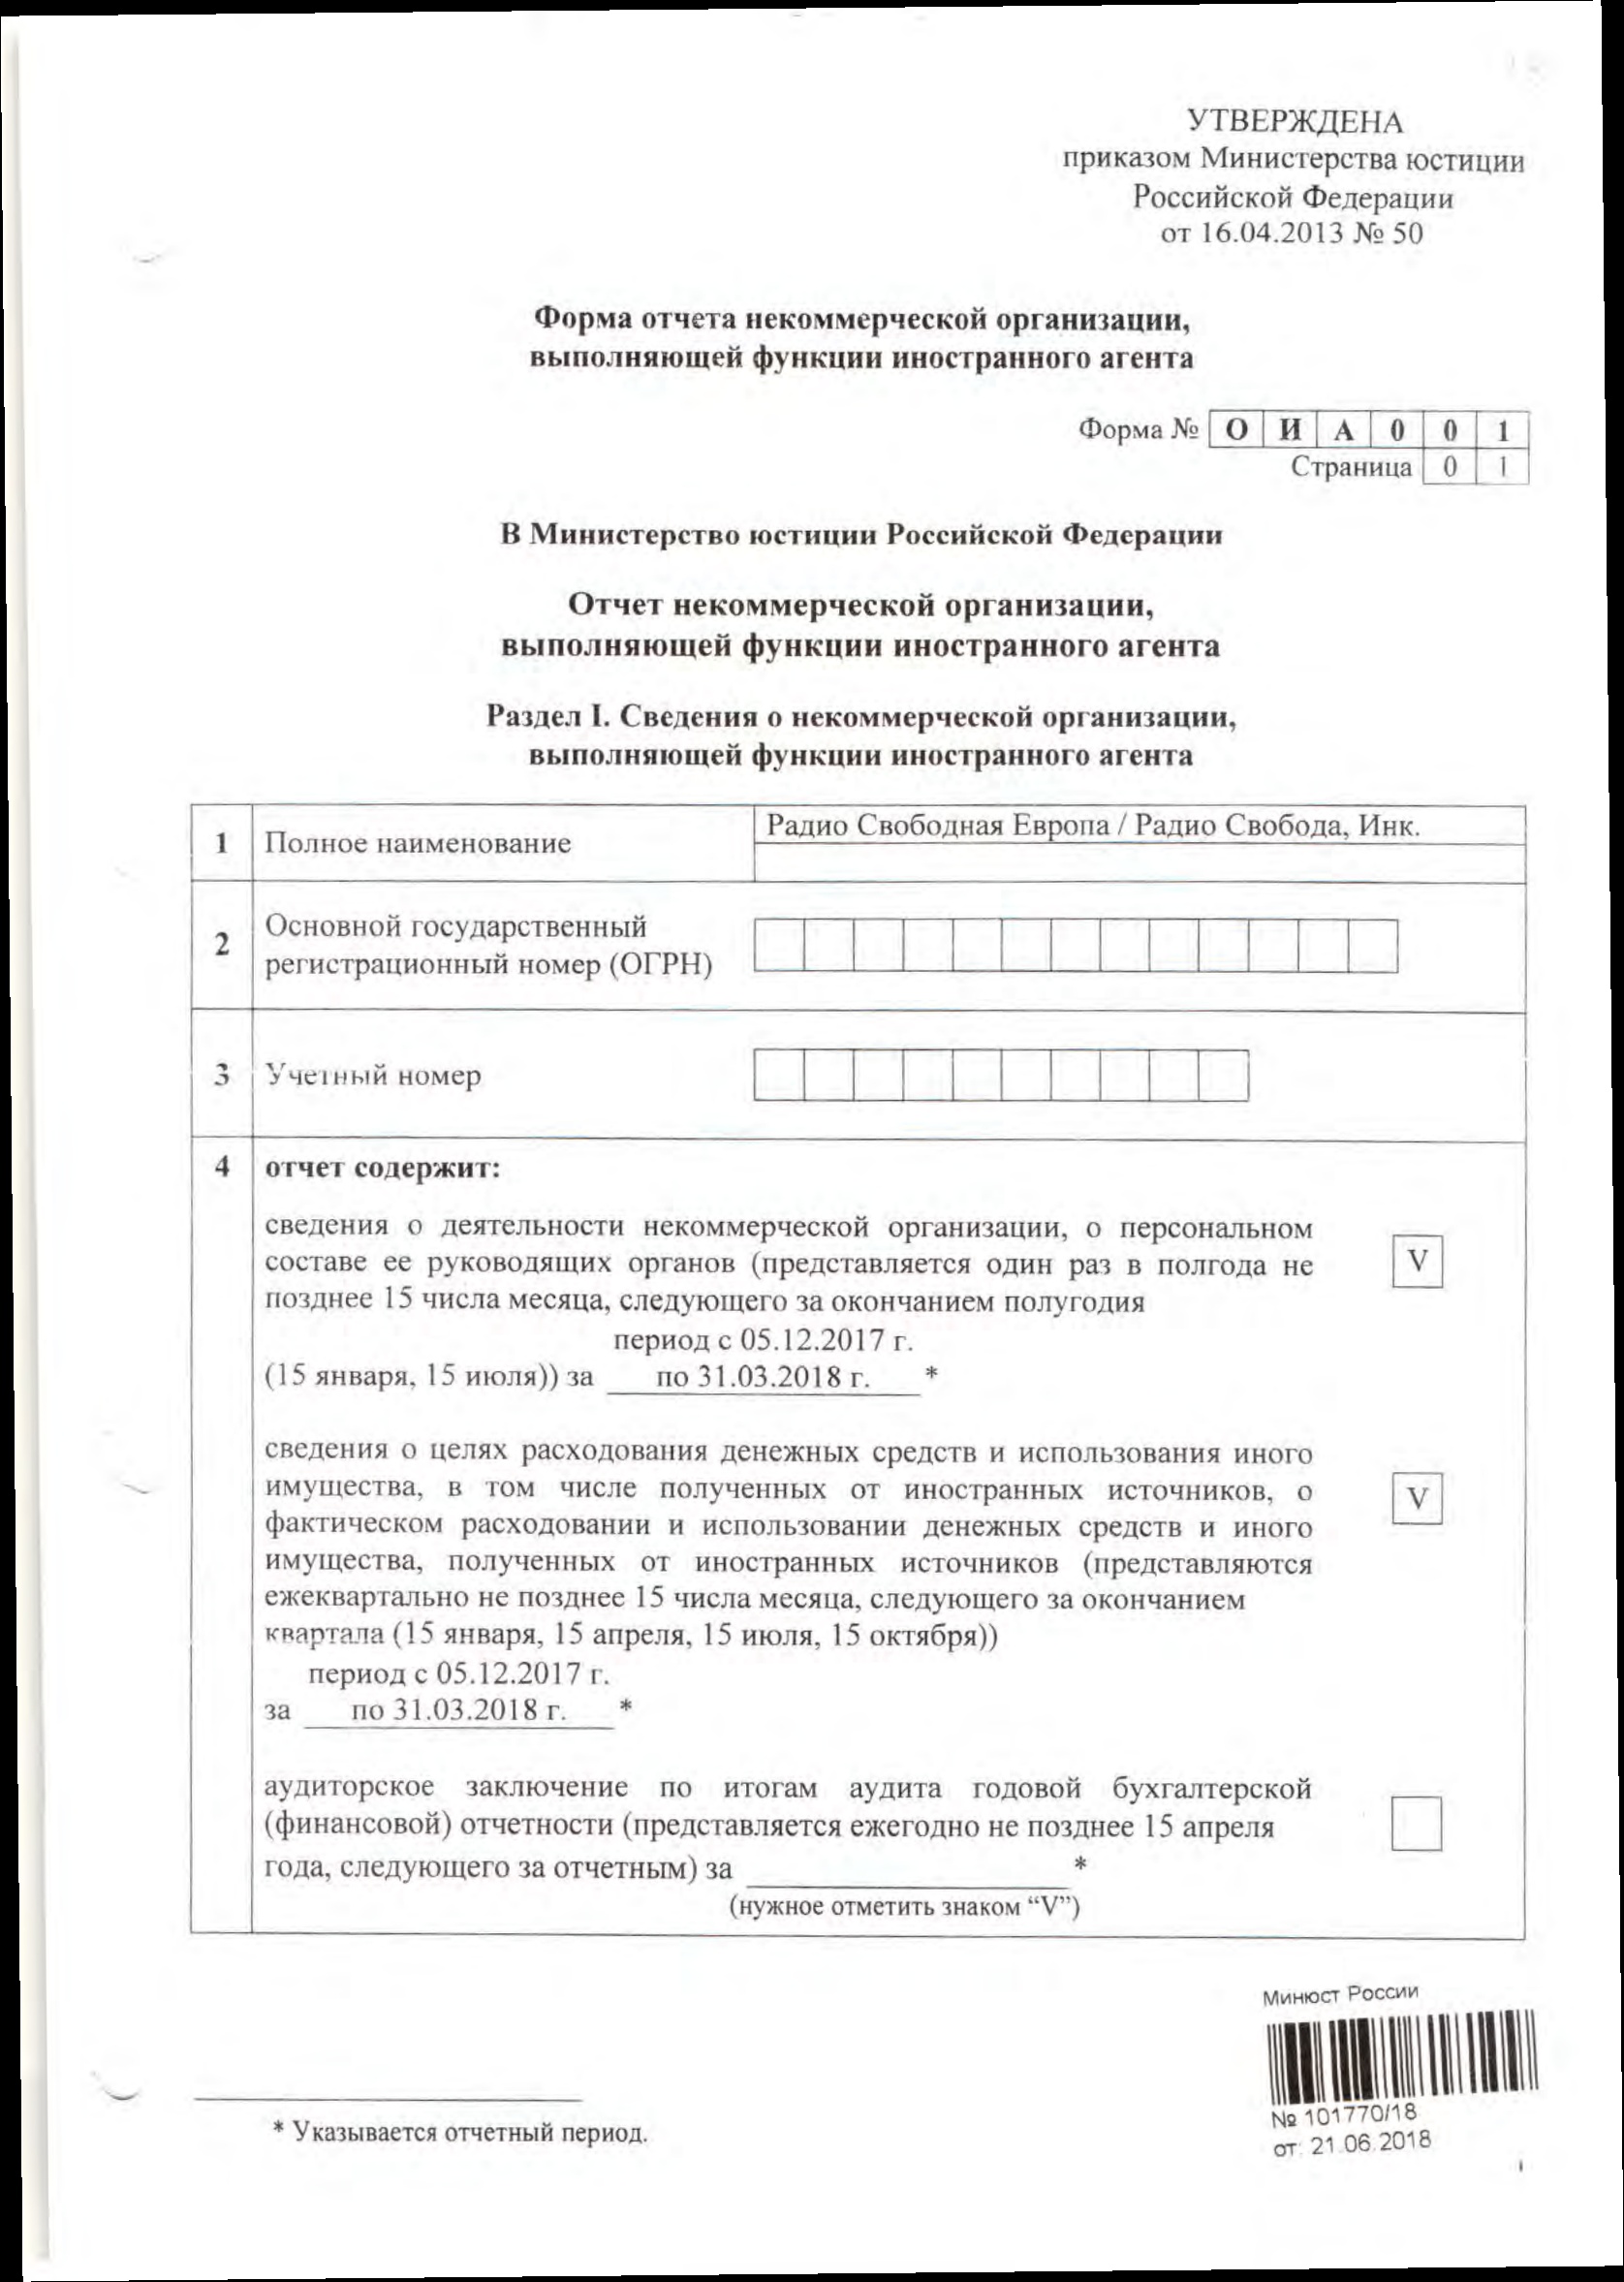 УТВЕРЖДЕНА
приказом Министерства юстиции
Российской Федерации
от 16.04.2013 № 50
Форма отчета некоммерческой организации,
выполняющей функции иностранного агента
Форма № О И А 0 0 1
Страница 0 1
В Министерство юстиции Российской Федерации
Отчет некоммерческой организации,
выполняющей функции иностранного агента
Раздел I. Сведения о некоммерческой организации,
выполняющей функции иностранного агента
1 Полное наименование Радио Свободная Европа / Радио Свобода, Инк.
2 Основной государственный
регистрационный номер (ОГРН)
3 Учетный номер
4 отчет содержит:
сведения о деятельности некоммерческой организации, о персональном
составе ее руководящих органов (представляется один раз в полгода не V
позднее 15 числа месяца, следующего за окончанием полугодия
период с 05.12.2017 г.
(15 января, 15 июля)) за по 31.03.2018 г. *
сведения о целях расходования денежных средств и использования иного
имущества, в том числе полученных от иностранных источников, о V
фактическом расходовании и использовании денежных средств и иного
имущества, полученных от иностранных источников (представляются
ежеквартально не позднее 15 числа месяца, следующего за окончанием
квартала (15 января, 15 апреля, 15 июля, 15 октября))
период с 05.12.2017 г.
за по 31.03.2018 г. *
аудиторское заключение по итогам аудита годовой бухгалтерской
(финансовой) отчетности (представляется ежегодно не позднее 15 апреля
года, следующего за отчетным) за *
(нужное отметить знаком “V”)
Минюст России
№ 101770/18
от: 21.06.2018
* Указывается отчетный период.